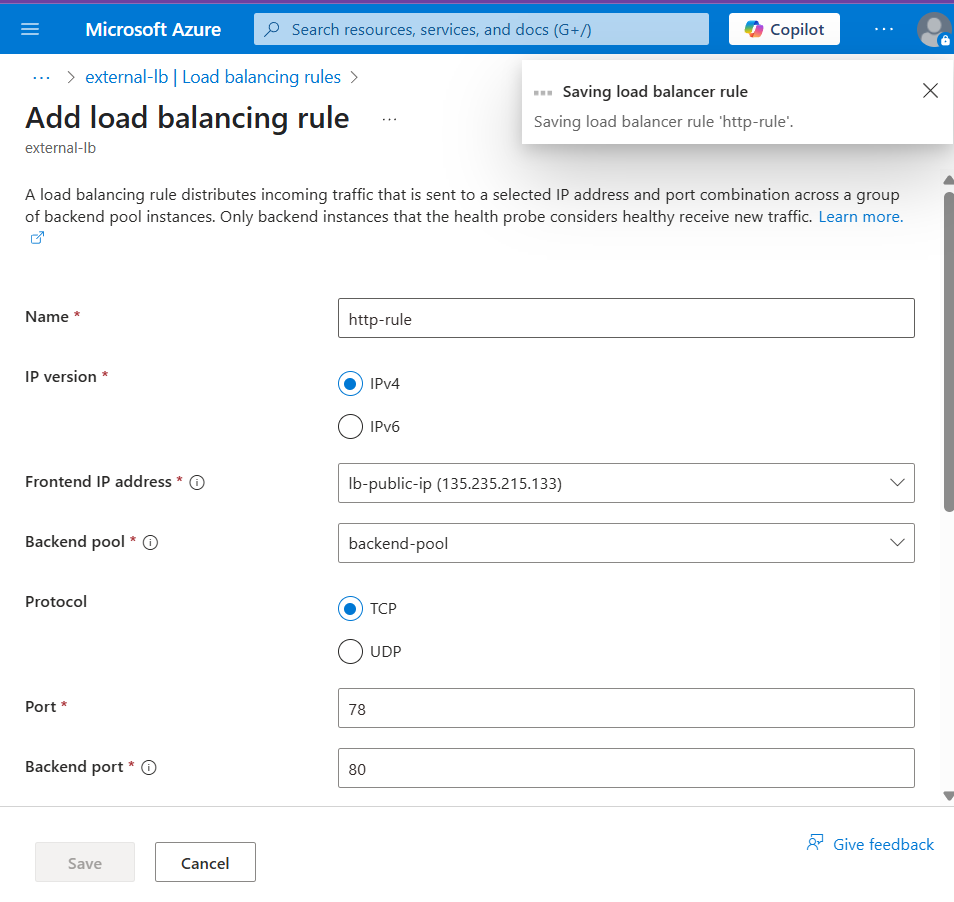 Microsoft Azure
Search resources, services, and docs (G+/)
Copilot
...
... > external-lb | Load balancing rules >
Saving load balancer rule
Saving load balancer rule 'http-rule'.
Add load balancing rule ...
external-lb
A load balancing rule distributes incoming traffic that is sent to a selected IP address and port combination across a group
of backend pool instances. Only backend instances that the health probe considers healthy receive new traffic. Learn more.
Name *
http-rule
IP version *
IPv4
IPv6
Frontend IP address *
lb-public-ip (135.235.215.133)
Backend pool *
backend-pool
Protocol
TCP
UDP
Port *
78
Backend port *
80
Save
Cancel
Give feedback